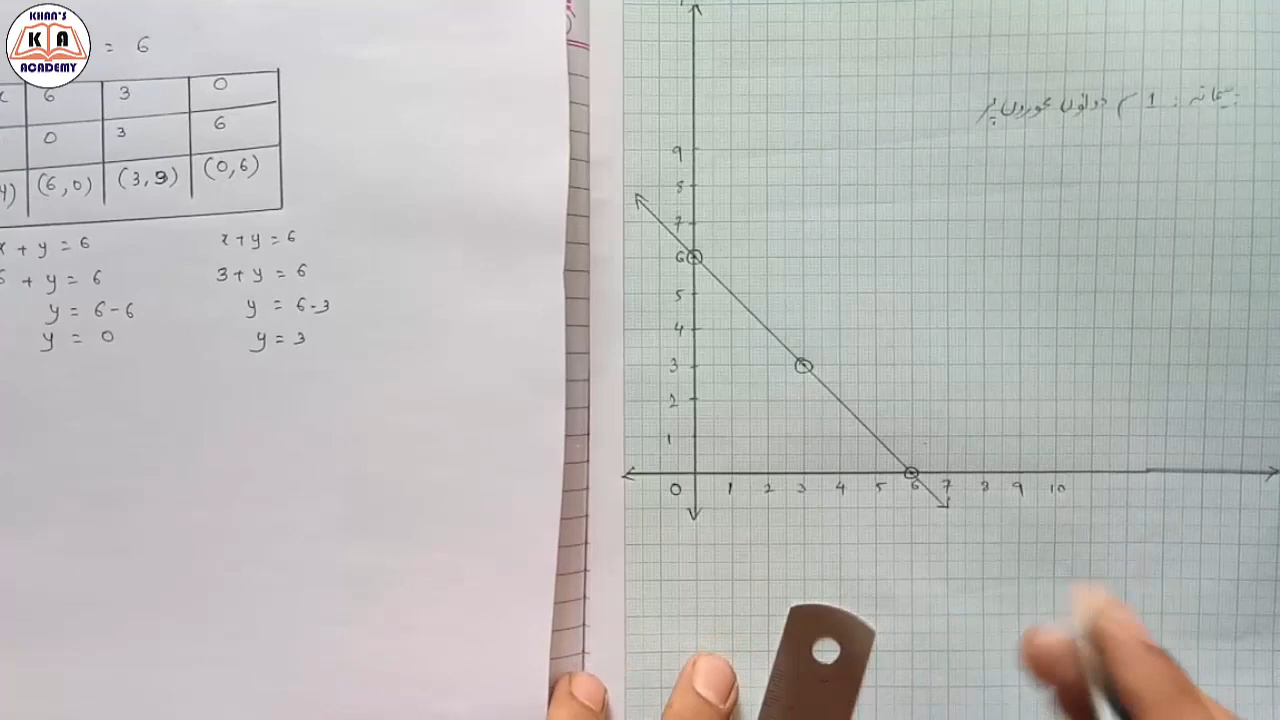 KHAN'S
K A
ACADEMY
= 6
x 6 3 0
0 3 6
(6,0) (3,3) (0,6)
x + y = 6
6 + y = 6
y = 6-6
y = 0
x+y = 6
3+y = 6
y = 6-3
y = 3
پیمانہ : 1 سم دونوں محوروں پر
9
8
7
6
5
4
3
2
1
0 1 2 3 4 5 6 7 8 9 10